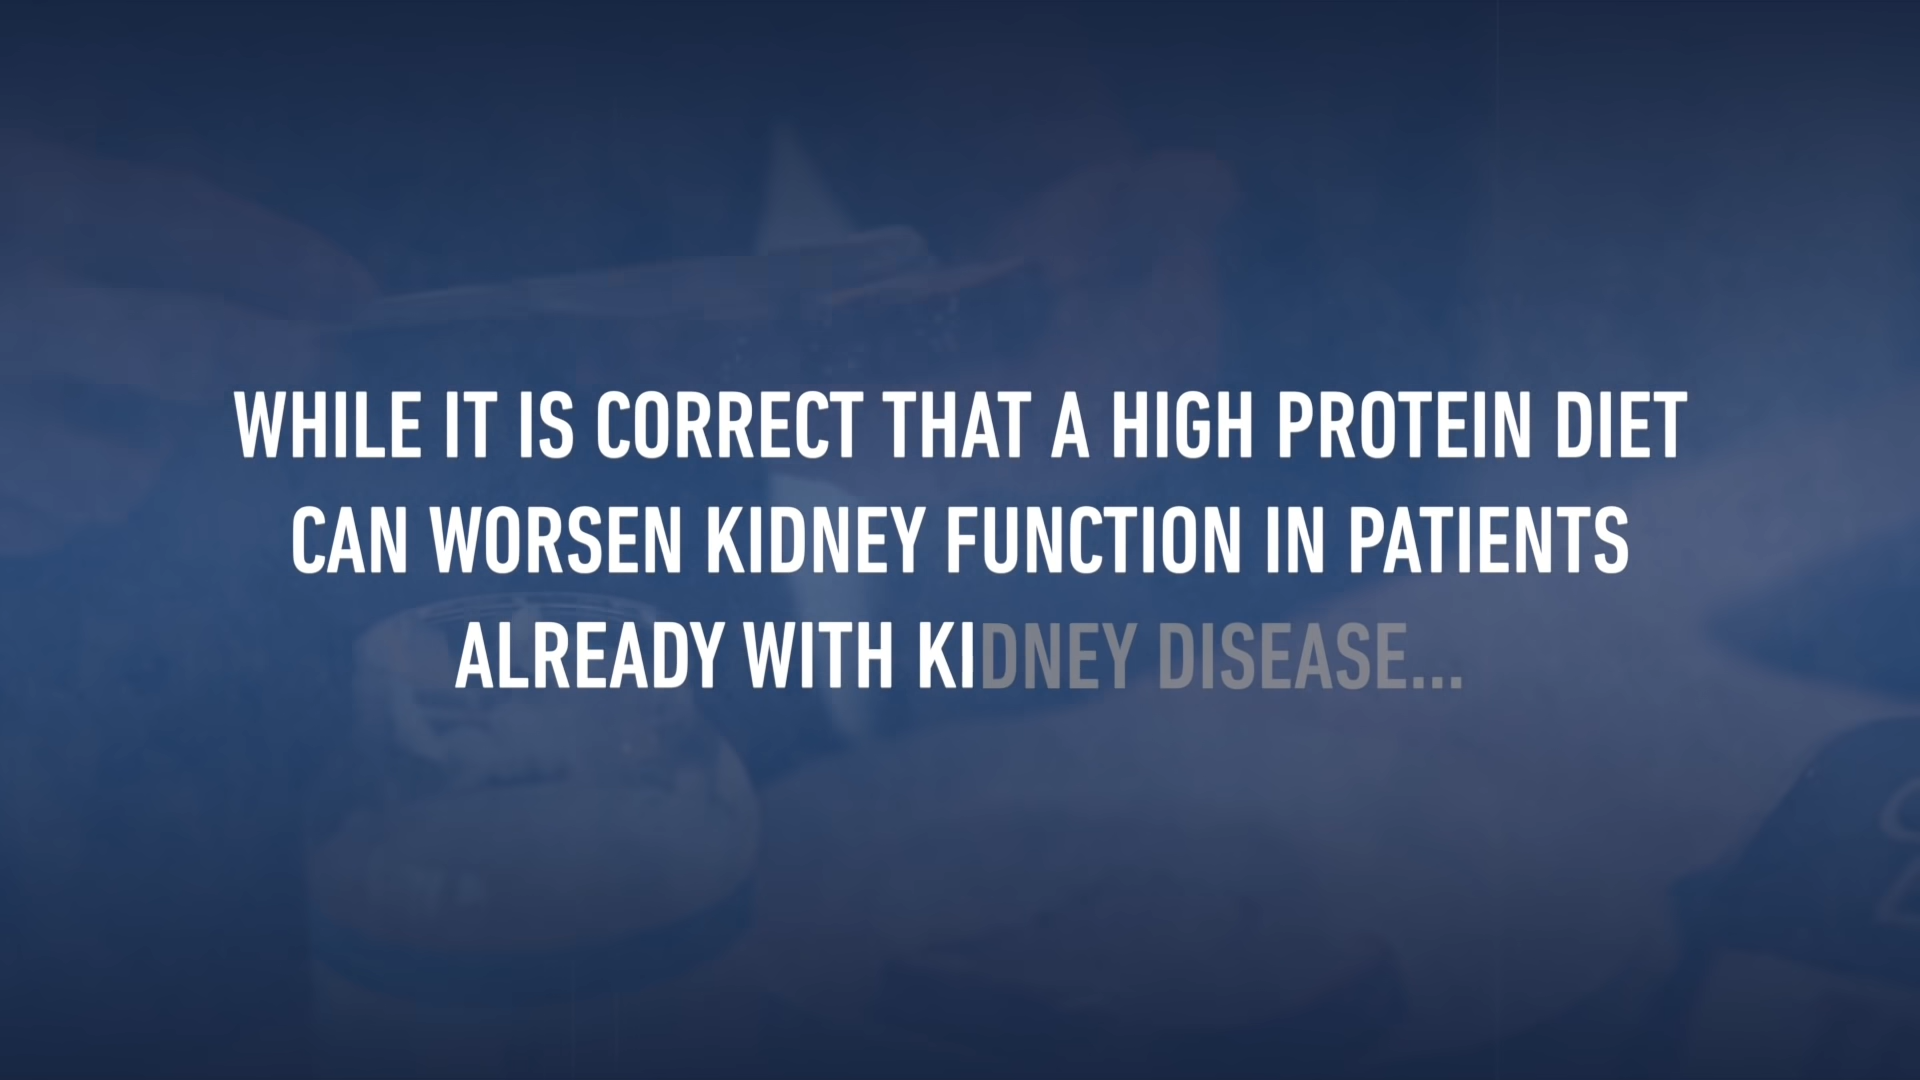 WHILE IT IS CORRECT THAT A HIGH PROTEIN DIET
CAN WORSEN KIDNEY FUNCTION IN PATIENTS
ALREADY WITH KIDNEY DISEASE...